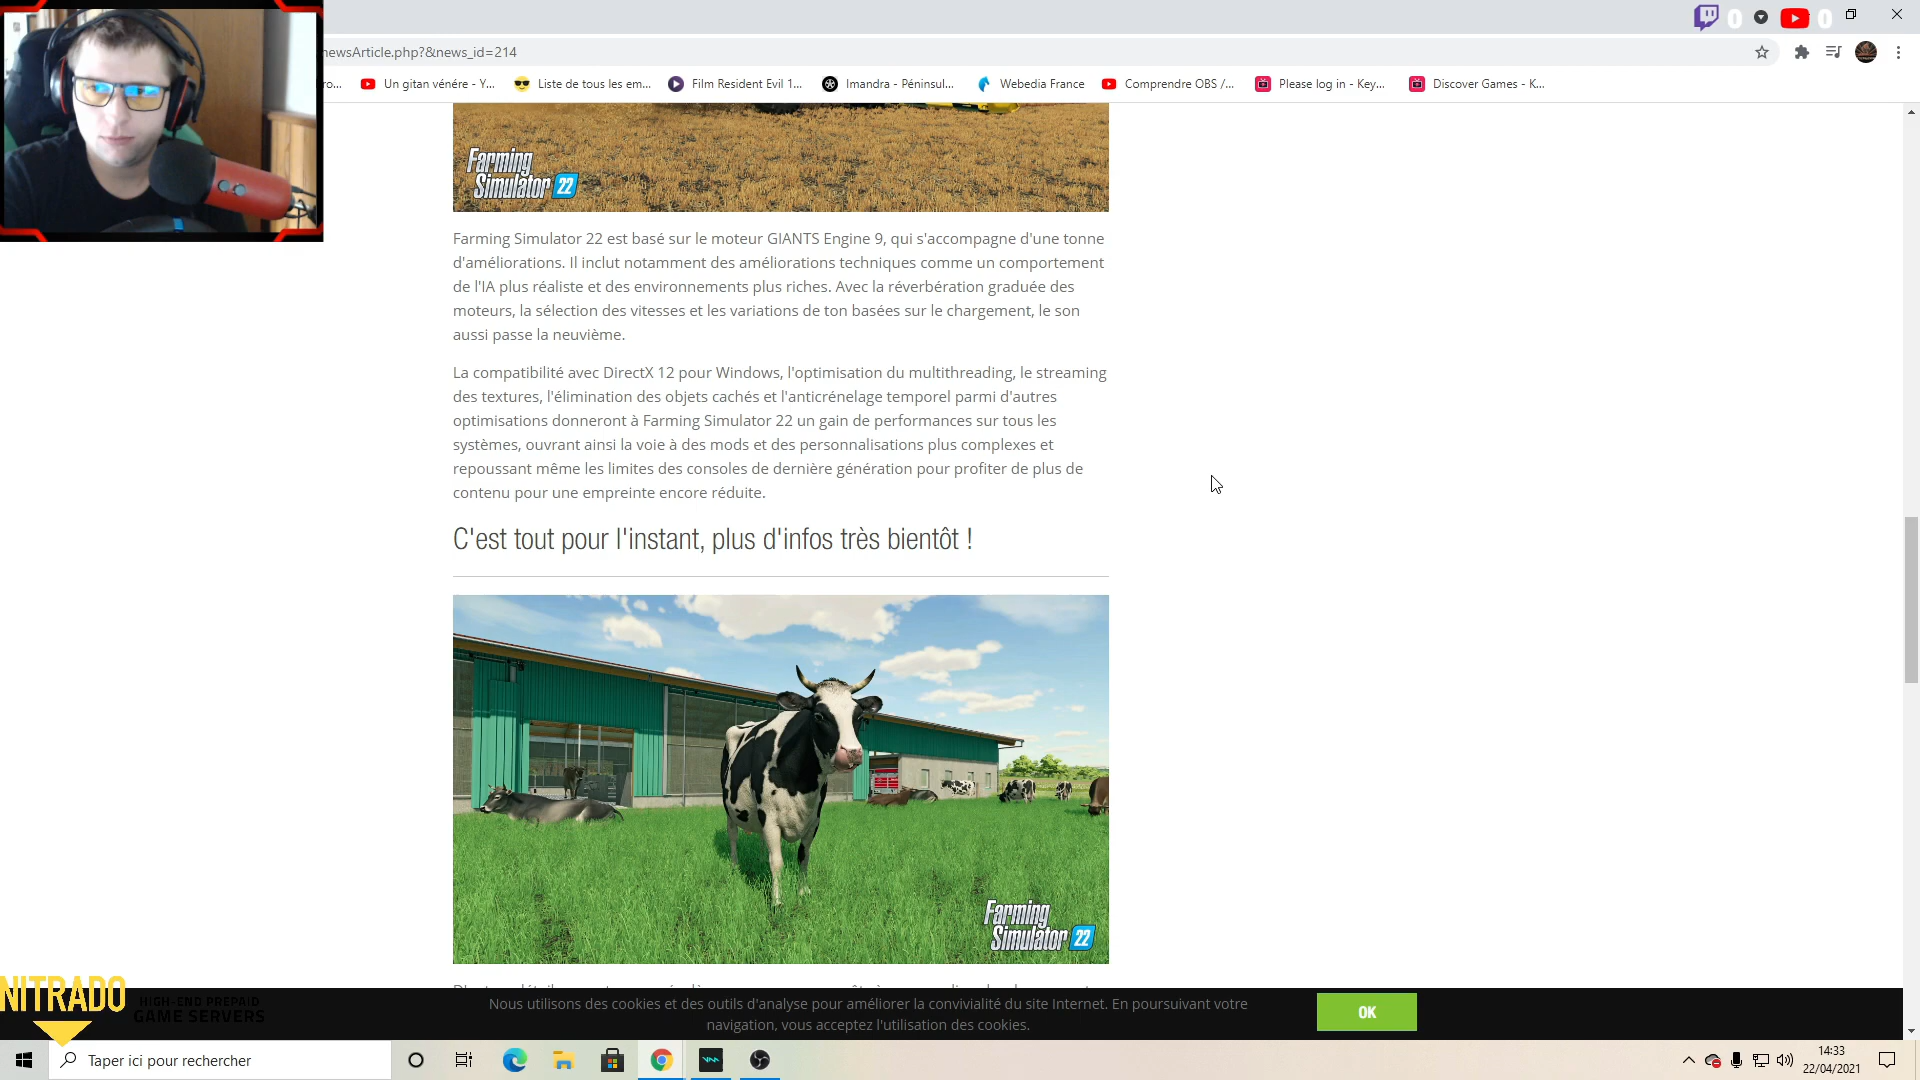 0
0
newsArticle.php?&news_id=214
ro...
Un gitan vénére - Y...
Liste de tous les em...
Film Resident Evil 1...
Imandra - Péninsul...
Webedia France
Comprendre OBS /...
Please log in - Key...
Discover Games - K...
Farming
Simulator 22
Farming Simulator 22 est basé sur le moteur GIANTS Engine 9, qui s'accompagne d'une tonne
d'améliorations. Il inclut notamment des améliorations techniques comme un comportement
de l'IA plus réaliste et des environnements plus riches. Avec la réverbération graduée des
moteurs, la sélection des vitesses et les variations de ton basées sur le chargement, le son
aussi passe la neuvième.
La compatibilité avec DirectX 12 pour Windows, l'optimisation du multithreading, le streaming
des textures, l'élimination des objets cachés et l'anticrénelage temporel parmi d'autres
optimisations donneront à Farming Simulator 22 un gain de performances sur tous les
systèmes, ouvrant ainsi la voie à des mods et des personnalisations plus complexes et
repoussant même les limites des consoles de dernière génération pour profiter de plus de
contenu pour une empreinte encore réduite.
C'est tout pour l'instant, plus d'infos très bientôt !
Farming
Simulator 22
NITRADO
HIGH-END PREPAID
GAME SERVERS
Nous utilisons des cookies et des outils d'analyse pour améliorer la convivialité du site Internet. En poursuivant votre
navigation, vous acceptez l'utilisation des cookies.
OK
Taper ici pour rechercher
14:33
22/04/2021